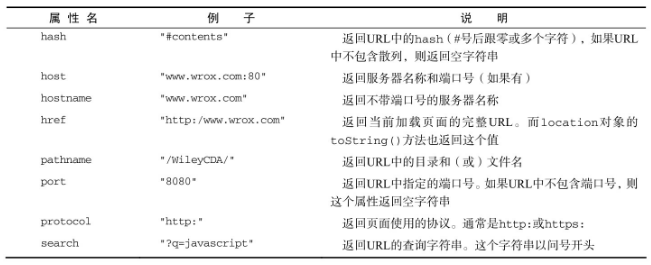 属 性 名 例 子 说 明
hash "#contents" 返回URL中的hash（#号后跟零或多个字符），如果URL
中不包含散列，则返回空字符串
host "www.wrox.com:80" 返回服务器名称和端口号（如果有）
hostname "www.wrox.com" 返回不带端口号的服务器名称
href "http:/www.wrox.com" 返回当前加载页面的完整URL。而location对象的
toString()方法也返回这个值
pathname "/WileyCDA/" 返回URL中的目录和（或）文件名
port "8080" 返回URL中指定的端口号。如果URL中不包含端口号，则
这个属性返回空字符串
protocol "http:" 返回页面使用的协议。通常是http:或https:
search "?q=javascript" 返回URL的查询字符串。这个字符串以问号开头